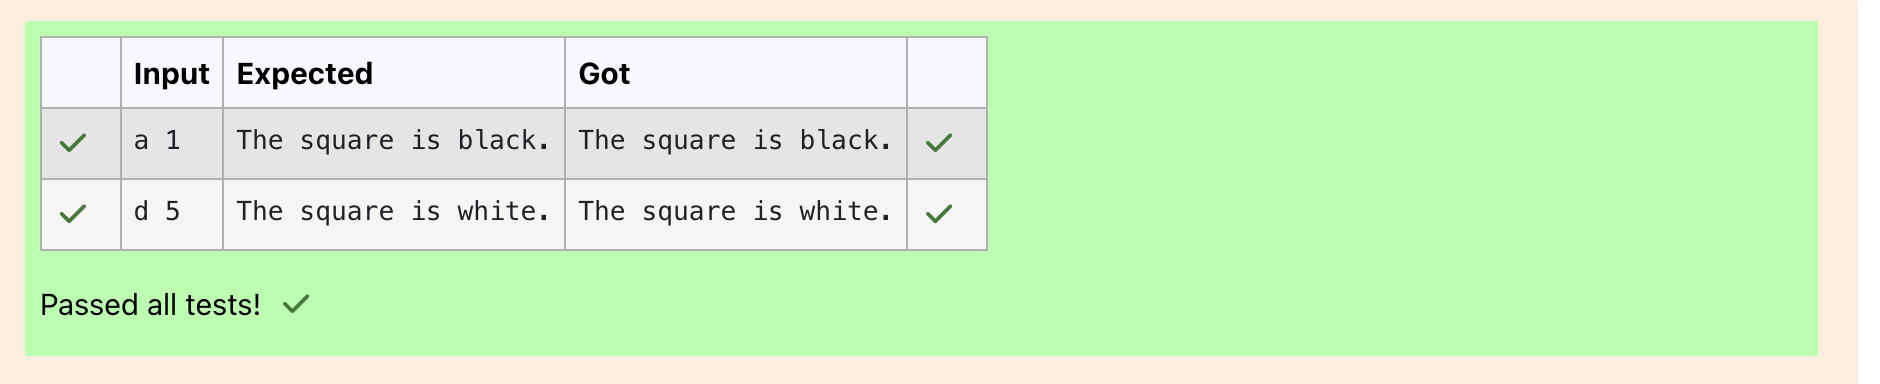 Input Expected Got
a 1 The square is black. The square is black.
d 5 The square is white. The square is white.
Passed all tests!